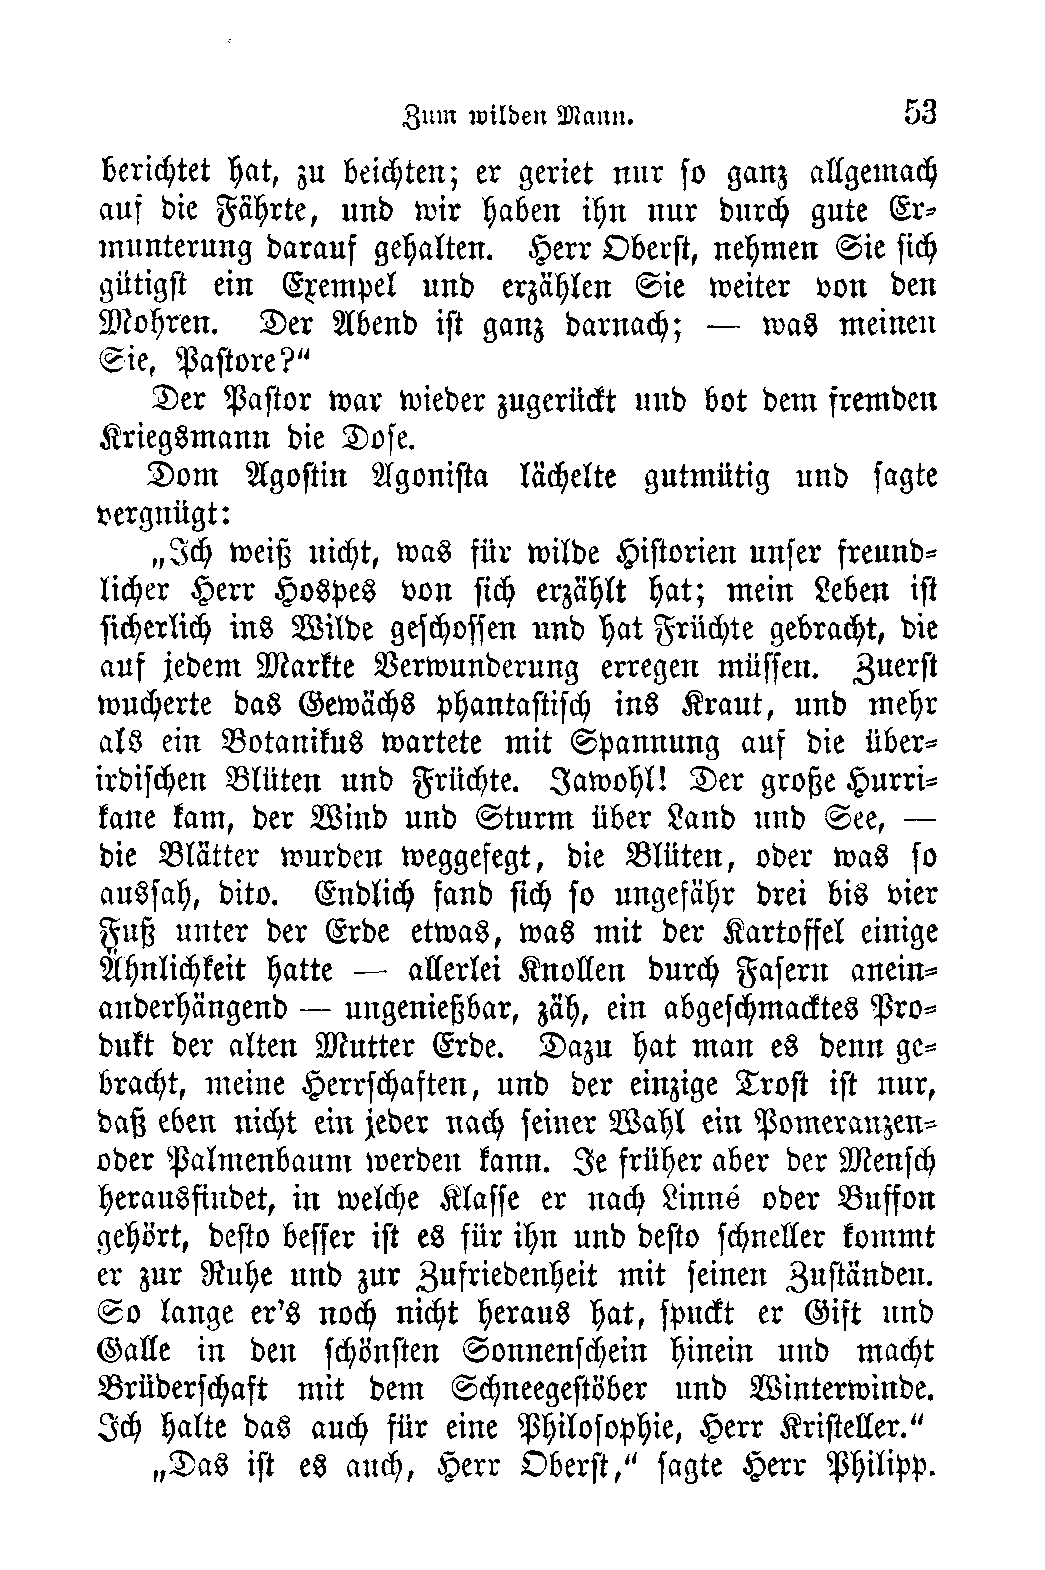 Zum wilden Mann. 53
berichtet hat, zu beichten; er geriet nur so ganz allgemach
auf die Fährte, und wir haben ihn nur durch gute Er-
munterung darauf gehalten. Herr Oberst, nehmen Sie sich
gütigst ein Exempel und erzählen Sie weiter von den
Mohren. Der Abend ist ganz darnach; — was meinen
Sie, Pastore?“
Der Pastor war wieder zugerückt und bot dem fremden
Kriegsmann die Dose.
Dom Agostin Agonista lächelte gutmütig und sagte
vergnügt:
„Ich weiß nicht, was für wilde Historien unser freund-
licher Herr Hospes von sich erzählt hat; mein Leben ist
sicherlich ins Wilde geschossen und hat Früchte gebracht, die
auf jedem Markte Verwunderung erregen müssen. Zuerst
wucherte das Gewächs phantastisch ins Kraut, und mehr
als ein Botanikus wartete mit Spannung auf die über-
irdischen Blüten und Früchte. Jawohl! Der große Hurri-
kane kam, der Wind und Sturm über Land und See, —
die Blätter wurden weggefegt, die Blüten, oder was so
aussah, dito. Endlich fand sich so ungefähr drei bis vier
Fuß unter der Erde etwas, was mit der Kartoffel einige
Ähnlichkeit hatte — allerlei Knollen durch Fasern anein-
anderhängend — ungenießbar, zäh, ein abgeschmacktes Pro-
dukt der alten Mutter Erde. Dazu hat man es denn ge-
bracht, meine Herrschaften, und der einzige Trost ist nur,
daß eben nicht ein jeder nach seiner Wahl ein Pomeranzen-
oder Palmenbaum werden kann. Je früher aber der Mensch
herausfindet, in welche Klasse er nach Linné oder Buffon
gehört, desto besser ist es für ihn und desto schneller kommt
er zur Ruhe und zur Zufriedenheit mit seinen Zuständen.
So lange er's noch nicht heraus hat, spuckt er Gift und
Galle in den schönsten Sonnenschein hinein und macht
Brüderschaft mit dem Schneegestöber und Winterwinde.
Ich halte das auch für eine Philosophie, Herr Kristeller.“
„Das ist es auch, Herr Oberst,“ sagte Herr Philipp.